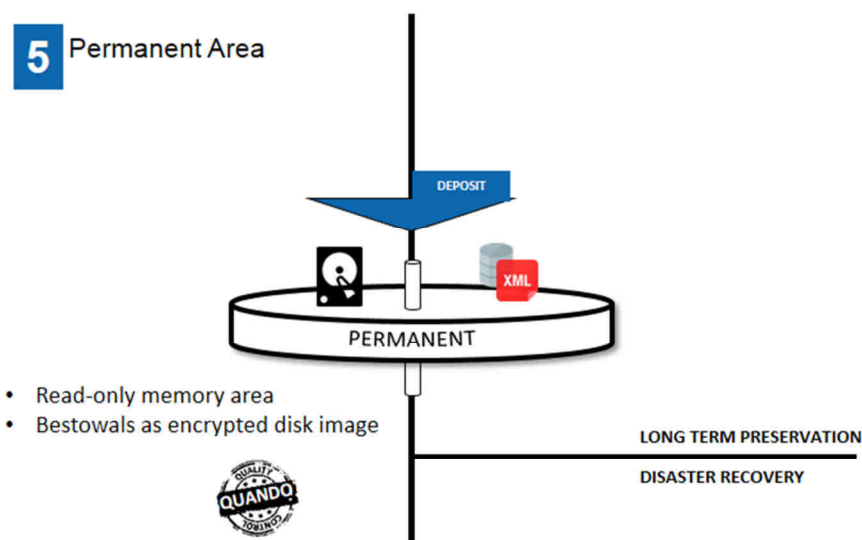 5 Permanent Area
DEPOSIT
XML
PERMANENT
• Read-only memory area
• Bestowals as encrypted disk image
LONG TERM PRESERVATION
DISASTER RECOVERY
QUALITY
QUANDO
CONTROL